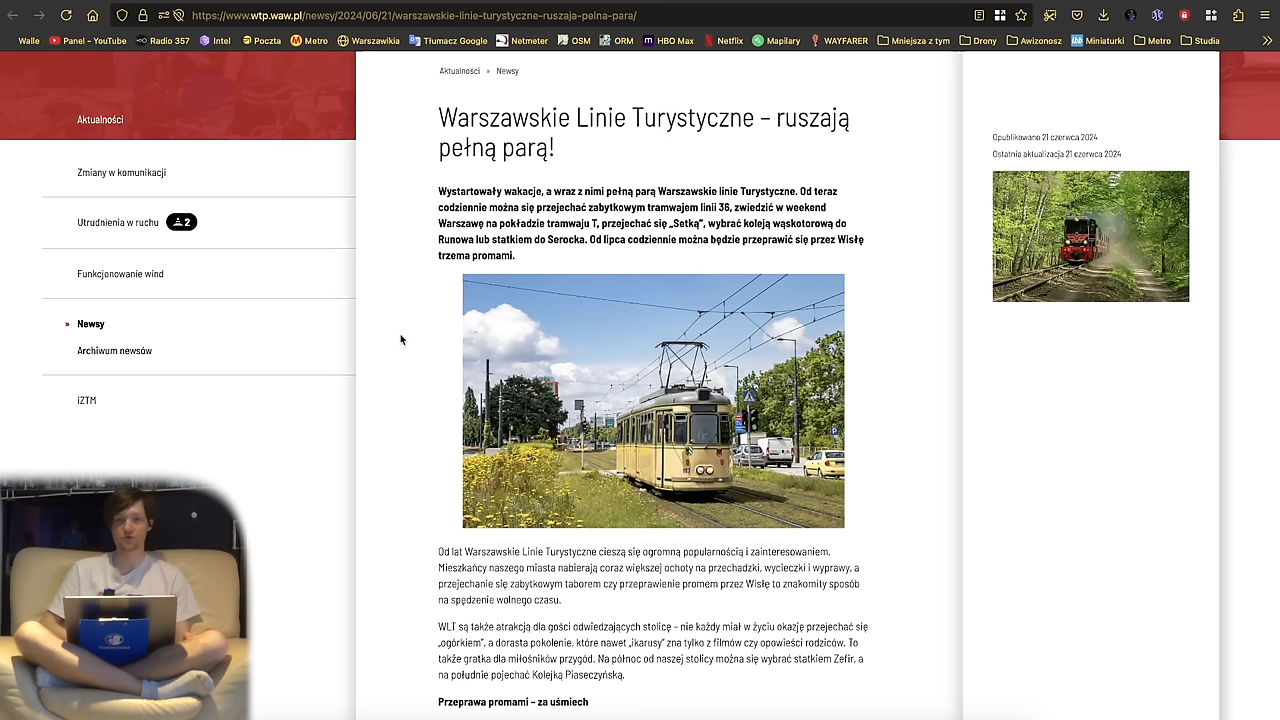 https://www.wtp.waw.pl/newsy/2024/06/21/warszawskie-linie-turystyczne-ruszaja-pelna-para/
Walle Panel - YouTube Radio 357 Intel Poczta Metro Warszawikia Tłumacz Google Netmeter OSM ORM HBO Max Netflix Mapilary WAYFARER Mniejsza z tym Drony Awizonosz Miniaturki Metro Studia
Aktualności » Newsy
Aktualności
Zmiany w komunikacji
Utrudnienia w ruchu 2
Funkcjonowanie wind
» Newsy
Archiwum newsów
iZTM
Warszawskie Linie Turystyczne – ruszają
pełną parą!
Wystartowały wakacje, a wraz z nimi pełną parą Warszawskie linie Turystyczne. Od teraz
codziennie można się przejechać zabytkowym tramwajem linii 36, zwiedzić w weekend
Warszawę na pokładzie tramwaju T, przejechać się „Setką”, wybrać koleją wąskotorową do
Runowa lub statkiem do Serocka. Od lipca codziennie można będzie przeprawić się przez Wisłę
trzema promami.
Od lat Warszawskie Linie Turystyczne cieszą się ogromną popularnością i zainteresowaniem.
Mieszkańcy naszego miasta nabierają coraz większej ochoty na przechadzki, wycieczki i wyprawy, a
przejechanie się zabytkowym taborem czy przeprawienie promem przez Wisłę to znakomity sposób
na spędzenie wolnego czasu.
WLT są także atrakcją dla gości odwiedzających stolicę – nie każdy miał w życiu okazję przejechać się
„ogórkiem”, a dorasta pokolenie, które nawet „ikarusy” zna tylko z filmów czy opowieści rodziców. To
także gratka dla miłośników przygód. Na północ od naszej stolicy można się wybrać statkiem Zefir, a
na południe pojechać Kolejką Piaseczyńską.
Przeprawa promami – za uśmiech
Opublikowano 21 czerwca 2024
Ostatnia aktualizacja 21 czerwca 2024